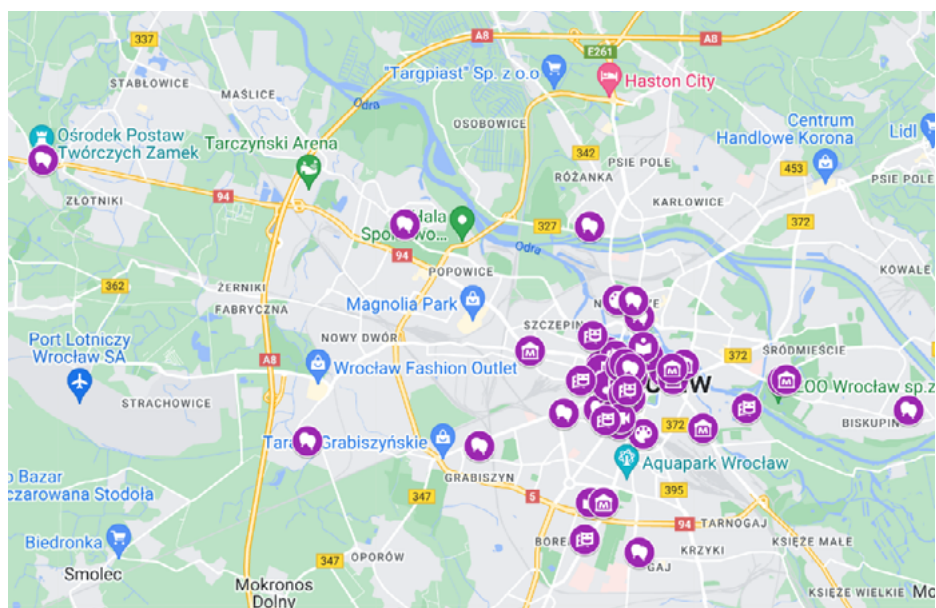 337
A8
A8
E261
"Targpiast" Sp. z o.o
Haston City
STABŁOWICE
MAŚLICE
Odra
OSOBOWICE
Centrum
Handlowe Korona
Lidl
Ośrodek Postaw
Twórczych Zamek
Tarczyński Arena
342
PSIE POLE
453
RÓŻANKA
PSIE POLE
ZŁOTNIKI
94
KARŁOWICE
Hala
Sportowo...
327
372
94
Odra
KOWALE
362
ŻERNIKI
POPOWICE
FABRYCZNA
Magnolia Park
SZCZEPIN
NOWY DWÓR
Port Lotniczy
Wrocław SA
A8
372
ŚRÓDMIEŚCIE
Wrocław Fashion Outlet
ZOO Wrocław sp. z
STRACHOWICE
372
BISKUPIN
Grabiszyńskie
Aquapark Wrocław
GRABISZYN
Bazar
czarowana Stodoła
347
347
5
395
94
TARNOGAJ
Biedronka
347
OPORÓW
KRZYKI
KSIĘŻE MAŁE
Smolec
GAJ
Mokronos
Dolny
KSIĘŻE WIELKIE